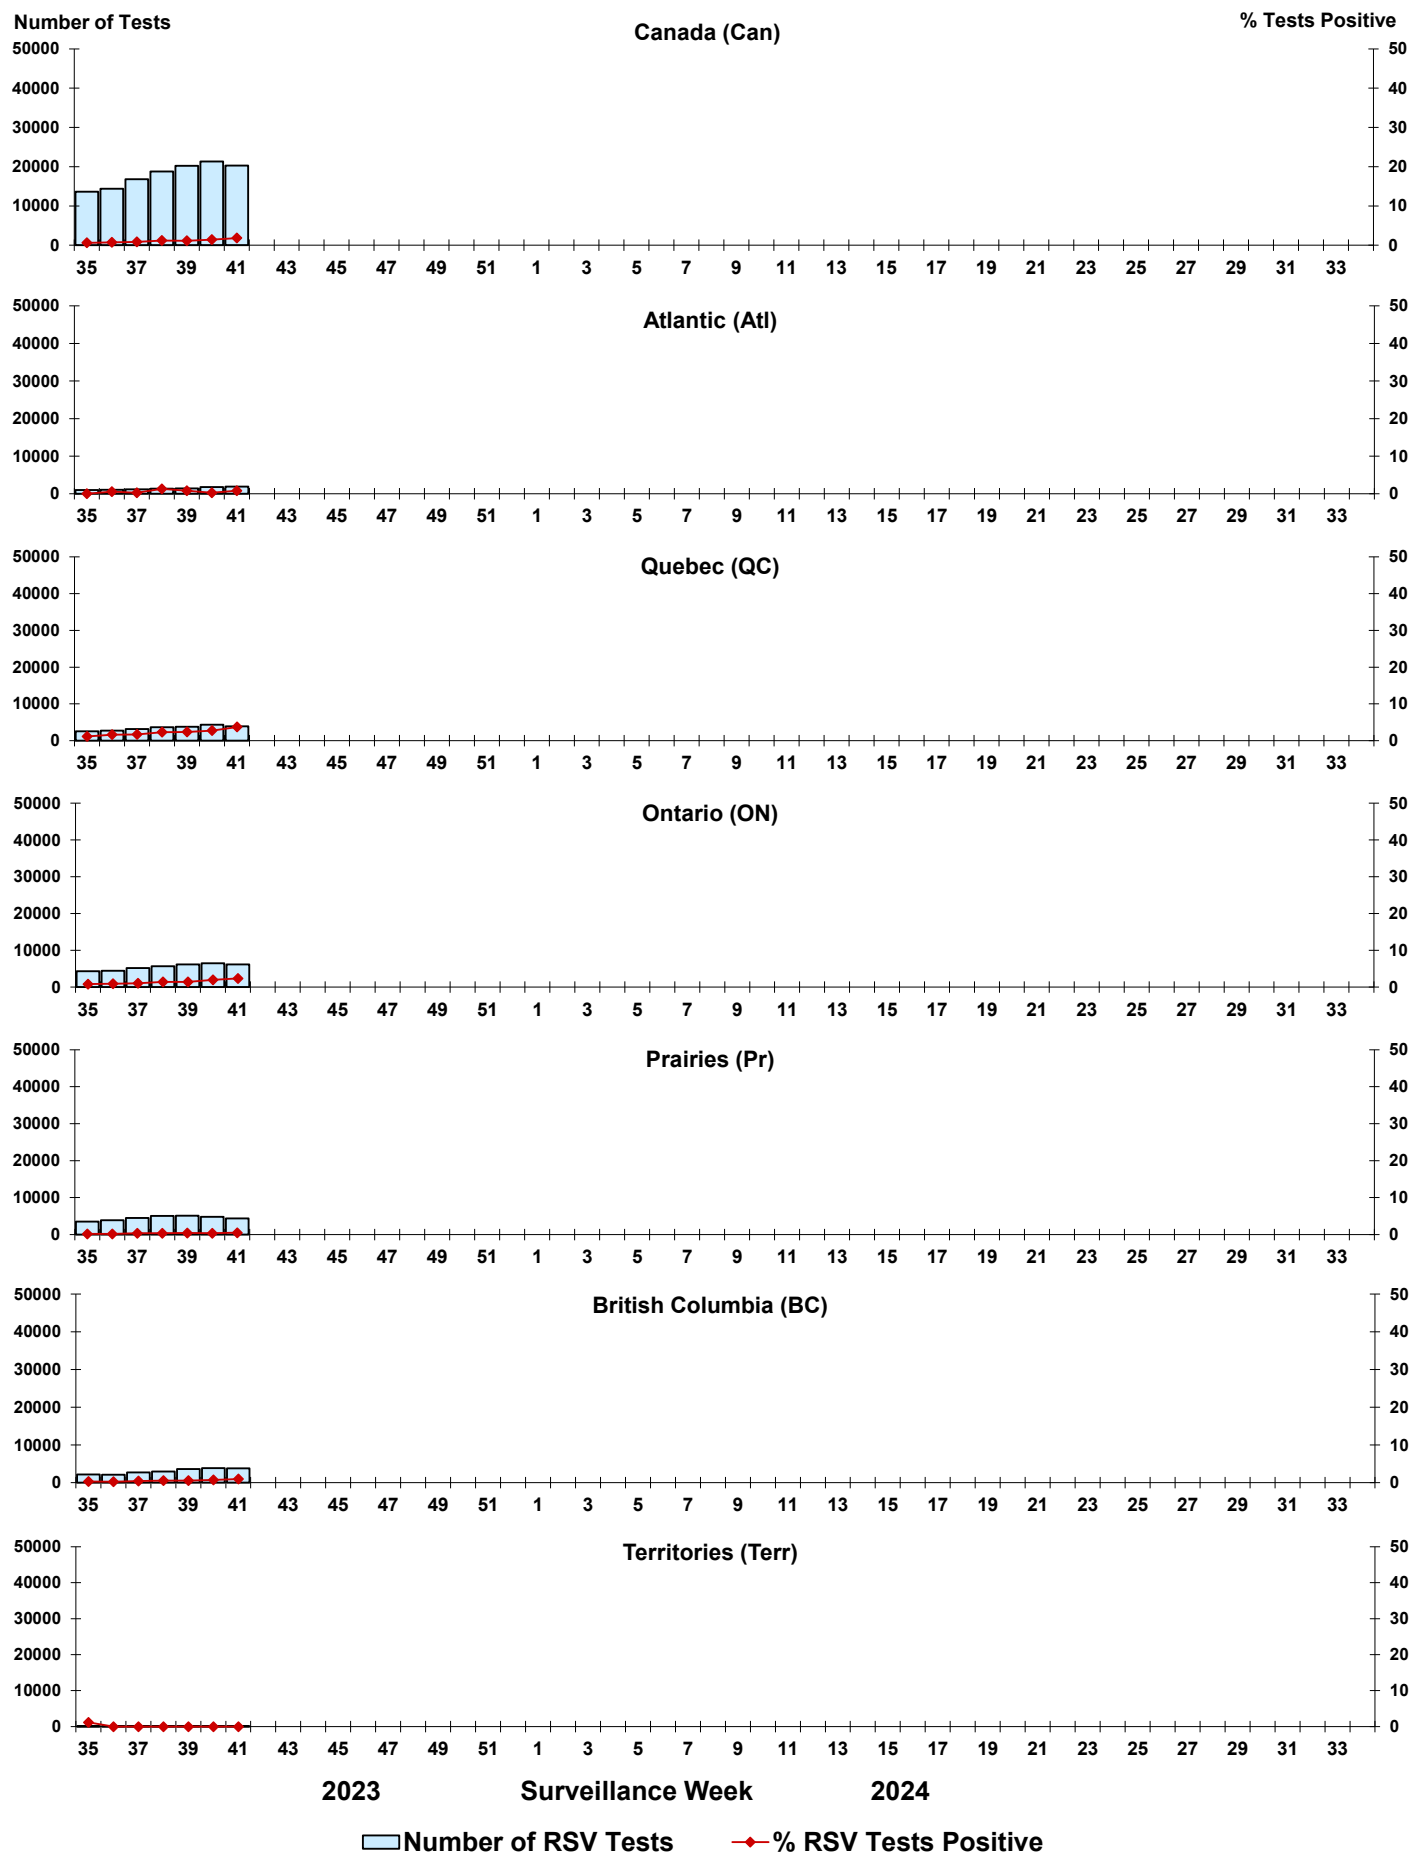 Number of Tests
Canada (Can)
% Tests Positive
50000 50
40000 40
30000 30
20000 20
10000 10
0 0
35 37 39 41 43 45 47 49 51 1 3 5 7 9 11 13 15 17 19 21 23 25 27 29 31 33
Atlantic (Atl)
50000 50
40000 40
30000 30
20000 20
10000 10
0 0
35 37 39 41 43 45 47 49 51 1 3 5 7 9 11 13 15 17 19 21 23 25 27 29 31 33
Quebec (QC)
50000 50
40000 40
30000 30
20000 20
10000 10
0 0
35 37 39 41 43 45 47 49 51 1 3 5 7 9 11 13 15 17 19 21 23 25 27 29 31 33
Ontario (ON)
50000 50
40000 40
30000 30
20000 20
10000 10
0 0
35 37 39 41 43 45 47 49 51 1 3 5 7 9 11 13 15 17 19 21 23 25 27 29 31 33
Prairies (Pr)
50000 50
40000 40
30000 30
20000 20
10000 10
0 0
35 37 39 41 43 45 47 49 51 1 3 5 7 9 11 13 15 17 19 21 23 25 27 29 31 33
British Columbia (BC)
50000 50
40000 40
30000 30
20000 20
10000 10
0 0
35 37 39 41 43 45 47 49 51 1 3 5 7 9 11 13 15 17 19 21 23 25 27 29 31 33
Territories (Terr)
50000 50
40000 40
30000 30
20000 20
10000 10
0 0
35 37 39 41 43 45 47 49 51 1 3 5 7 9 11 13 15 17 19 21 23 25 27 29 31 33
2023 Surveillance Week 2024
Number of RSV Tests % RSV Tests Positive